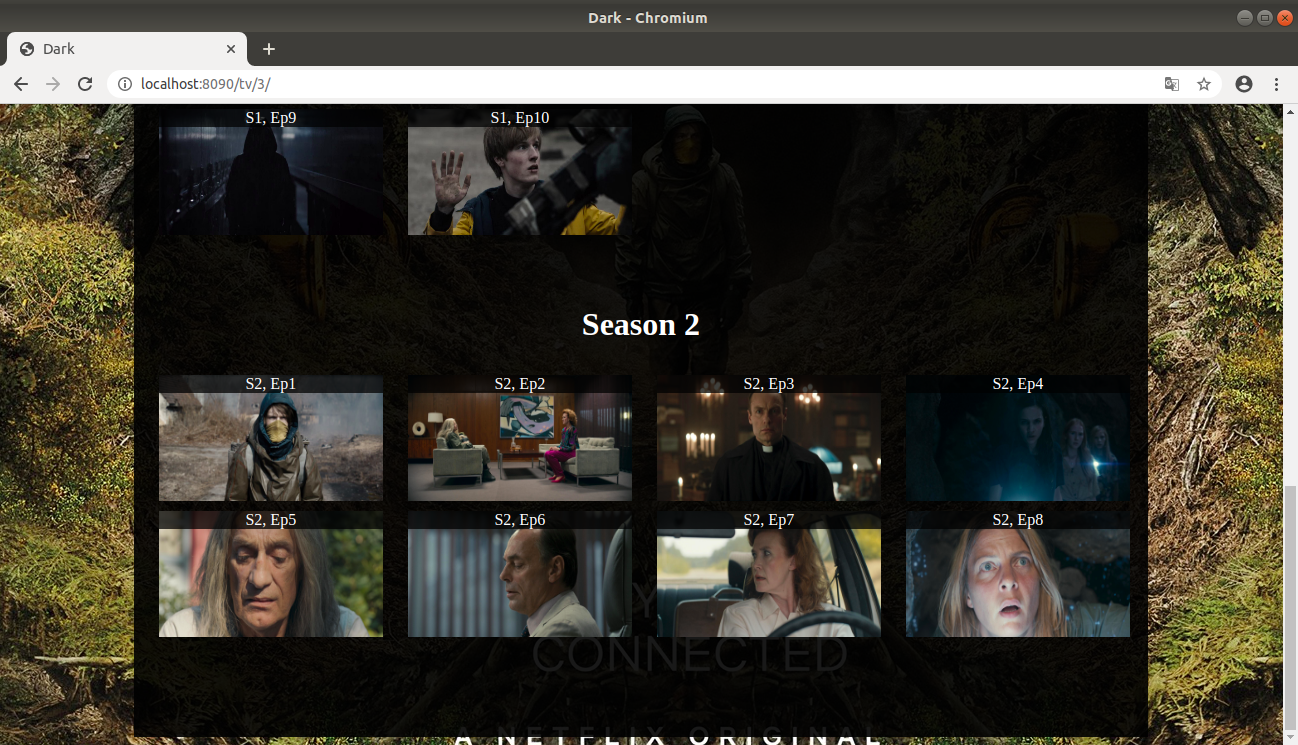 Dark - Chromium
Dark
localhost:8090/tv/3/
S1, Ep9
S1, Ep10
Season 2
S2, Ep1
S2, Ep2
S2, Ep3
S2, Ep4
S2, Ep5
S2, Ep6
S2, Ep7
S2, Ep8
CONNECTED
A NETFLIX ORIGINAL